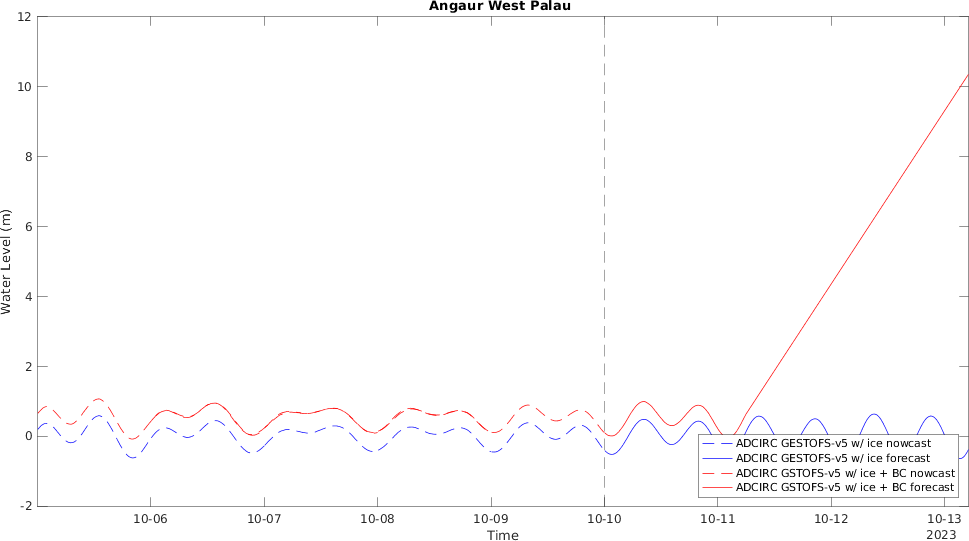 Angaur West Palau
12
10
8
6
4
2
0
-2
Water Level (m)
ADCIRC GESTOFS-v5 w/ ice nowcast
ADCIRC GESTOFS-v5 w/ ice forecast
ADCIRC GSTOFS-v5 w/ ice + BC nowcast
ADCIRC GSTOFS-v5 w/ ice + BC forecast
10-06 10-07 10-08 10-09 10-10 10-11 10-12 10-13
Time 2023